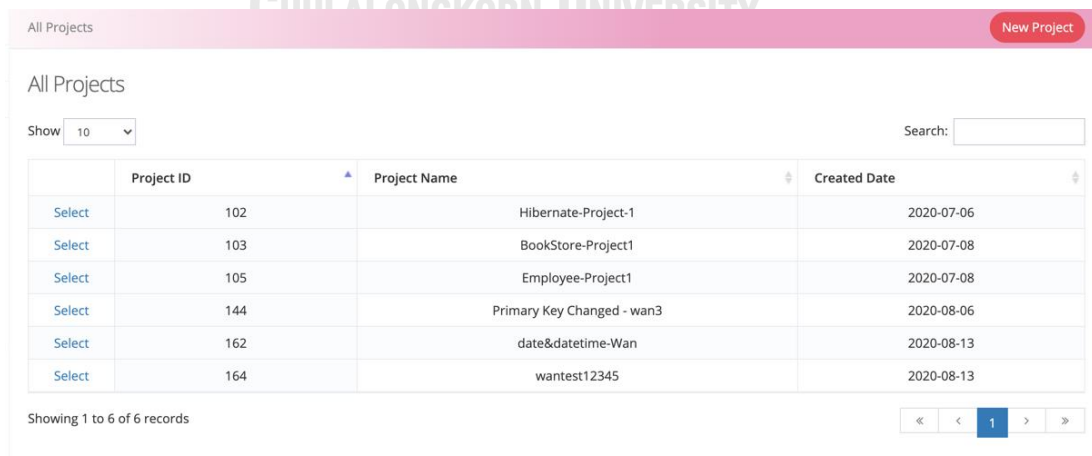 CHULALONGKORN UNIVERSITY
All Projects New Project
All Projects
Show 10 Search:
Project ID Project Name Created Date
Select 102 Hibernate-Project-1 2020-07-06
Select 103 BookStore-Project1 2020-07-08
Select 105 Employee-Project1 2020-07-08
Select 144 Primary Key Changed - wan3 2020-08-06
Select 162 date&datetime-Wan 2020-08-13
Select 164 wantest12345 2020-08-13
Showing 1 to 6 of 6 records « < 1 > »